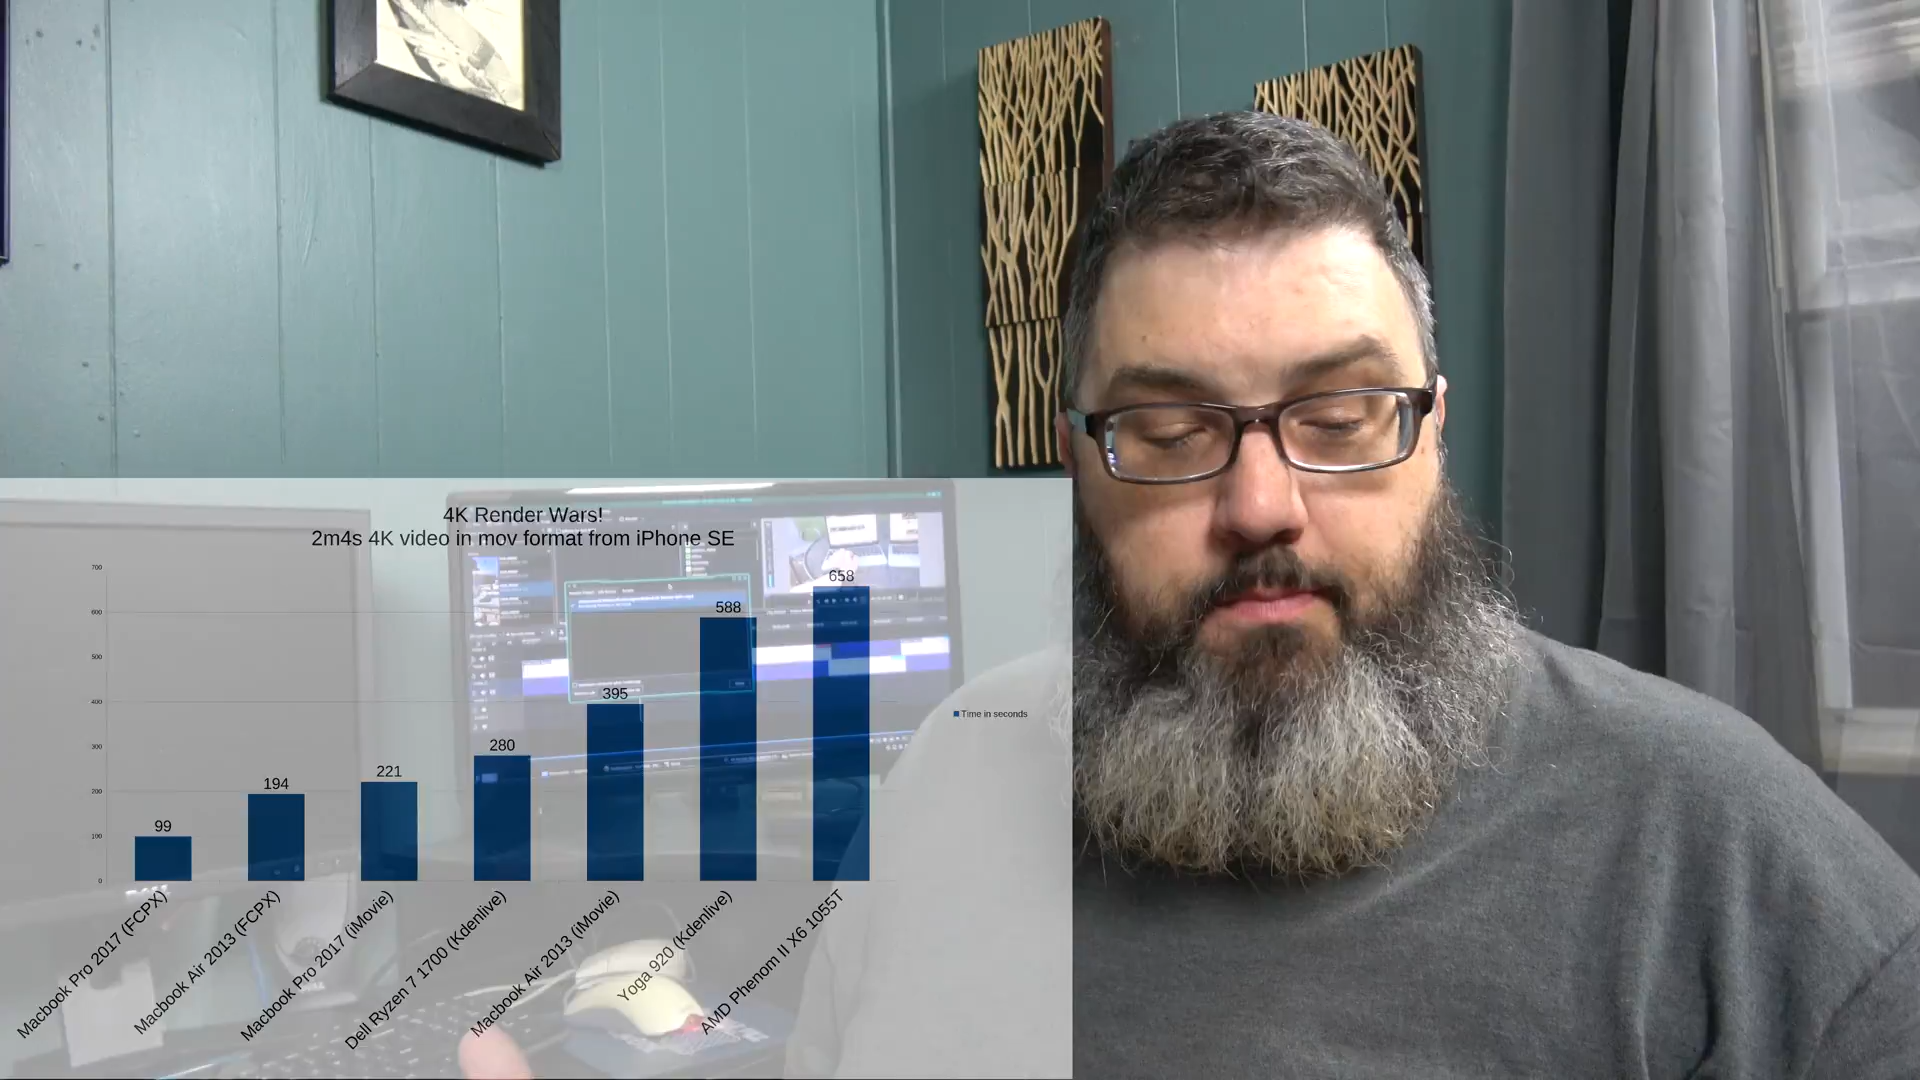 4K Render Wars!
2m4s 4K video in mov format from iPhone SE
700
600
500
400
300
200
100
0
99
194
221
280
395
588
658
Time in seconds
Macbook Pro 2017 (FCPX)
Macbook Air 2013 (FCPX)
Macbook Pro 2017 (iMovie)
Dell Ryzen 7 1700 (Kdenlive)
Macbook Air 2013 (iMovie)
Yoga 920 (Kdenlive)
AMD Phenom II X6 1055T